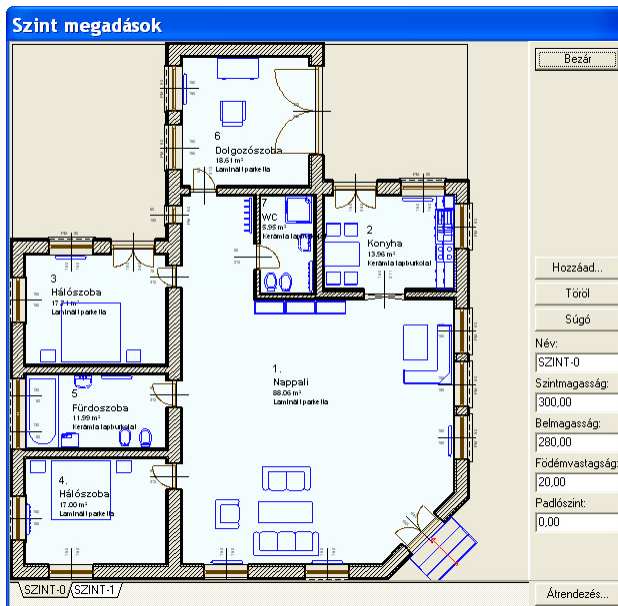 Szint megadások
Bezár
6
Dolgozószoba
18.61 m²
Laminált parketta
7
WC
5.95 m²
Kerámia lapburkolat
2
Konyha
13.96 m²
Kerámia lapburkolat
3
Hálószoba
Laminált parketta
1.
Nappali
88.06 m²
Laminált parketta
5
Fürdoszoba
11.99 m²
Kerámia lapburkolat
4.
Hálószoba
17.00 m²
Laminált parketta
Hozzáad...
Töröl
Súgó
Név:
SZINT-0
Szintmagasság:
300,00
Belmagasság:
280,00
Födémvastagság:
20,00
Padlószint:
0,00
SZINT-0 SZINT-1
Átrendezés...